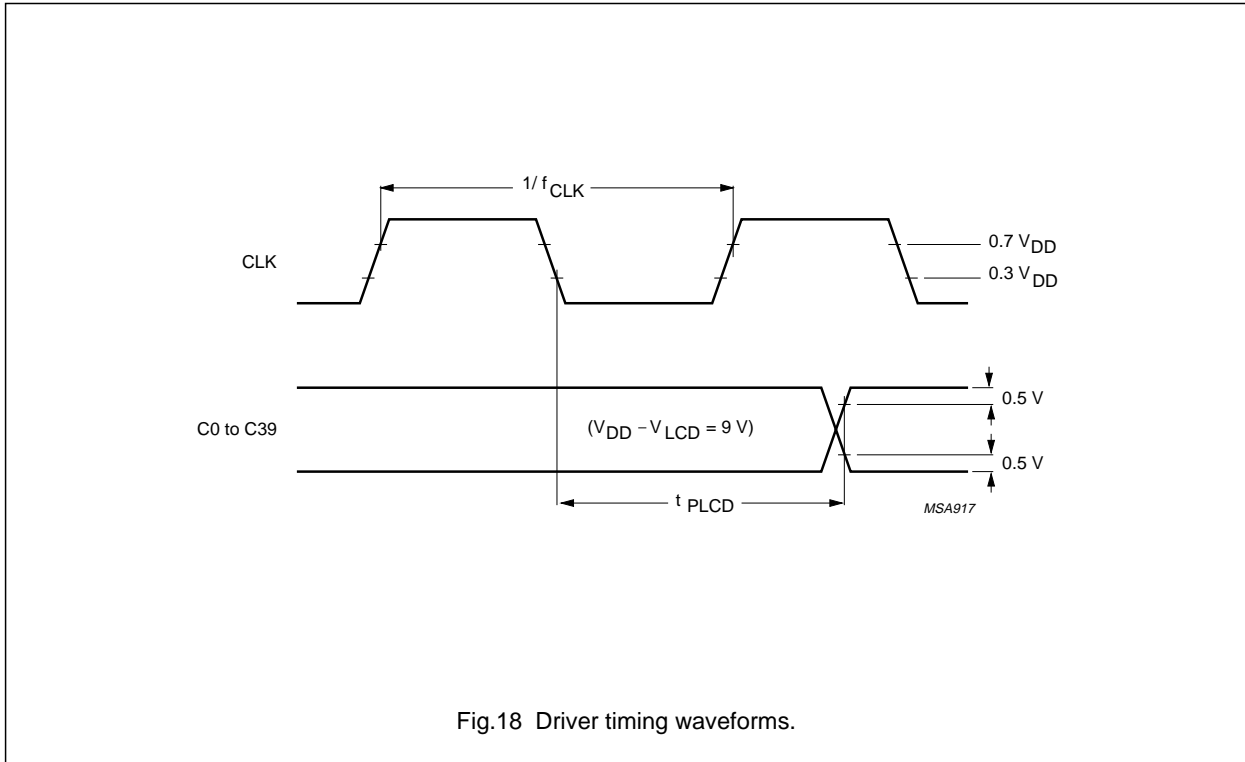 1/ f CLK
CLK
0.7 VDD
0.3 VDD
C0 to C39
(VDD − VLCD = 9 V)
0.5 V
0.5 V
t PLCD
MSA917
Fig.18 Driver timing waveforms.